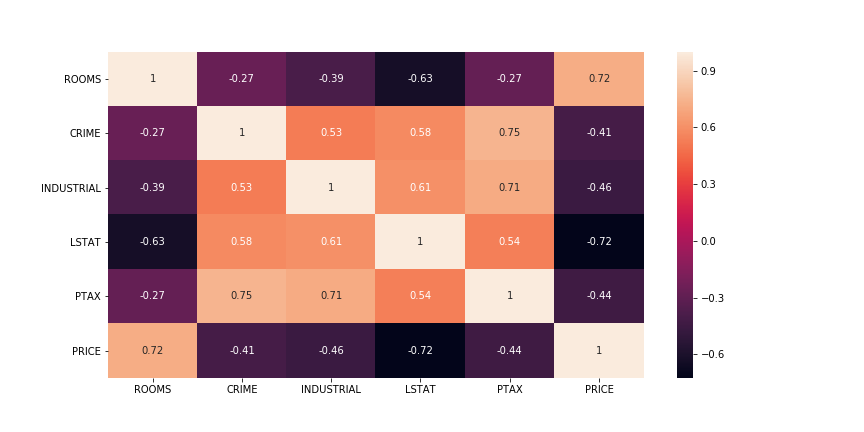 ROOMS 1 -0.27 -0.39 -0.63 -0.27 0.72
CRIME -0.27 1 0.53 0.58 0.75 -0.41
INDUSTRIAL -0.39 0.53 1 0.61 0.71 -0.46
LSTAT -0.63 0.58 0.61 1 0.54 -0.72
PTAX -0.27 0.75 0.71 0.54 1 -0.44
PRICE 0.72 -0.41 -0.46 -0.72 -0.44 1
ROOMS CRIME INDUSTRIAL LSTAT PTAX PRICE
0.9
0.6
0.3
0.0
−0.3
−0.6